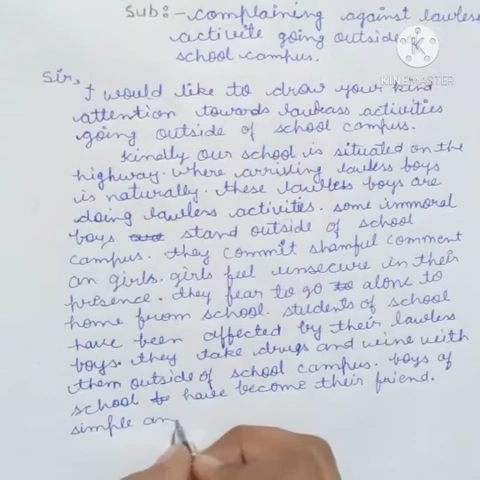 Sub:- complaining against lawless
activite going outside
school campus.
K
KINEMASTER
Sir,
I would like to drow your kind
attention towards lawkass activities
going outside of school campus.
Kindly our school is situated on the
highway. where arriving lawless boys
is naturally. these lawless boys are
doing lawless activities. some immoral
boys stand outside of school
campus. they commit shamful comment
an girls. girls feel unsecure in their
presence. they fear to go alone to
home from school. students of school
have been affected by their lawless
boys. they take drugs and wine with
them outside of school campus. boys of
school have become their friend.
simple an